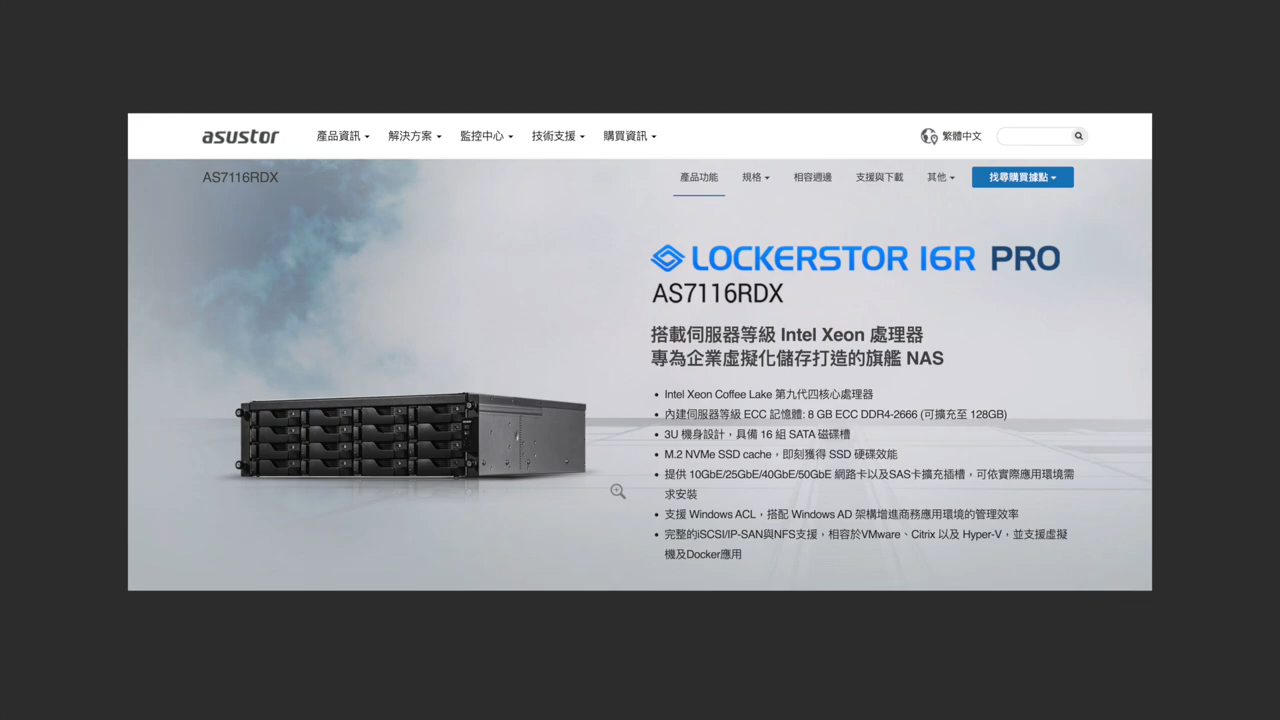 asustor 產品資訊 解決方案 監控中心 技術支援 購買資訊 繁體中文
AS7116RDX 產品功能 規格 相容週邊 支援與下載 其他 找尋購買據點
LOCKERSTOR 16R PRO
AS7116RDX
搭載伺服器等級 Intel Xeon 處理器
專為企業虛擬化儲存打造的旗艦 NAS
Intel Xeon Coffee Lake 第九代四核心處理器
內建伺服器等級 ECC 記憶體: 8 GB ECC DDR4-2666 (可擴充至 128GB)
3U 機身設計，具備 16 組 SATA 磁碟槽
M.2 NVMe SSD cache，即刻獲得 SSD 硬碟效能
提供 10GbE/25GbE/40GbE/50GbE 網路卡以及SAS卡擴充插槽，可依實際應用環境需
求安裝
支援 Windows ACL，搭配 Windows AD 架構增進商務應用環境的管理效率
完整的iSCSI/IP-SAN與NFS支援，相容於VMware、Citrix 以及 Hyper-V，並支援虛擬
機及Docker應用